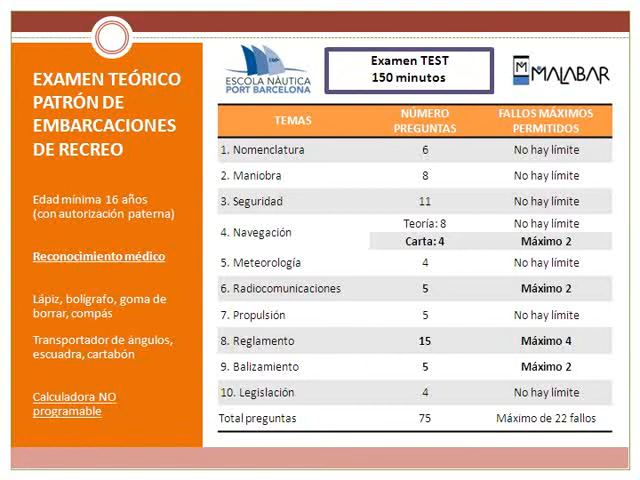 EXAMEN TEÓRICO
PATRÓN DE
EMBARCACIONES
DE RECREO
Edad mínima 16 años
(con autorización paterna)
Reconocimiento médico
Lápiz, bolígrafo, goma de
borrar, compás
Transportador de ángulos,
escuadra, cartabón
Calculadora NO
programable
ESCOLA NÀUTICA
PORT BARCELONA
Examen TEST
150 minutos
MALABAR
TEMAS NÚMERO PREGUNTAS FALLOS MÁXIMOS PERMITIDOS
1. Nomenclatura 6 No hay límite
2. Maniobra 8 No hay límite
3. Seguridad 11 No hay límite
4. Navegación Teoría: 8 No hay límite
Carta: 4 Máximo 2
5. Meteorología 4 No hay límite
6. Radiocomunicaciones 5 Máximo 2
7. Propulsión 5 No hay límite
8. Reglamento 15 Máximo 4
9. Balizamiento 5 Máximo 2
10. Legislación 4 No hay límite
Total preguntas 75 Máximo de 22 fallos